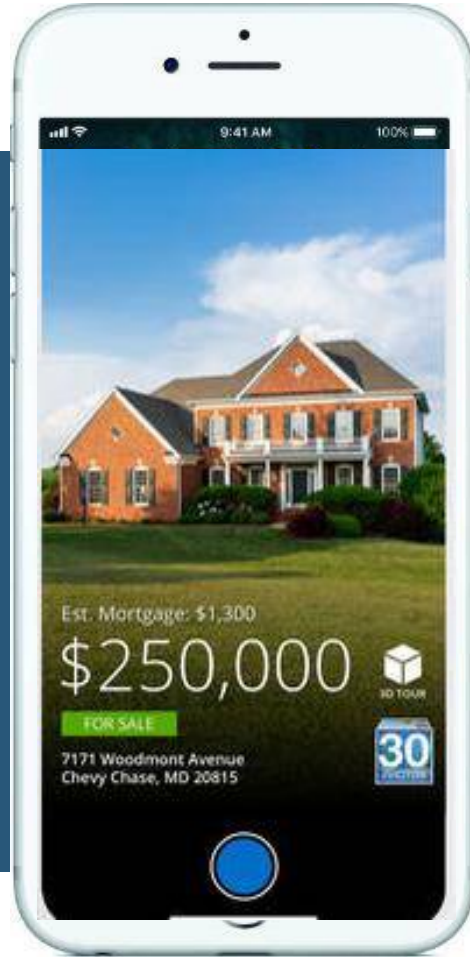 9:41 AM
100%
Est. Mortgage: $1,300
$250,000
3D TOUR
FOR SALE
7171 Woodmont Avenue
Chevy Chase, MD 20815
30